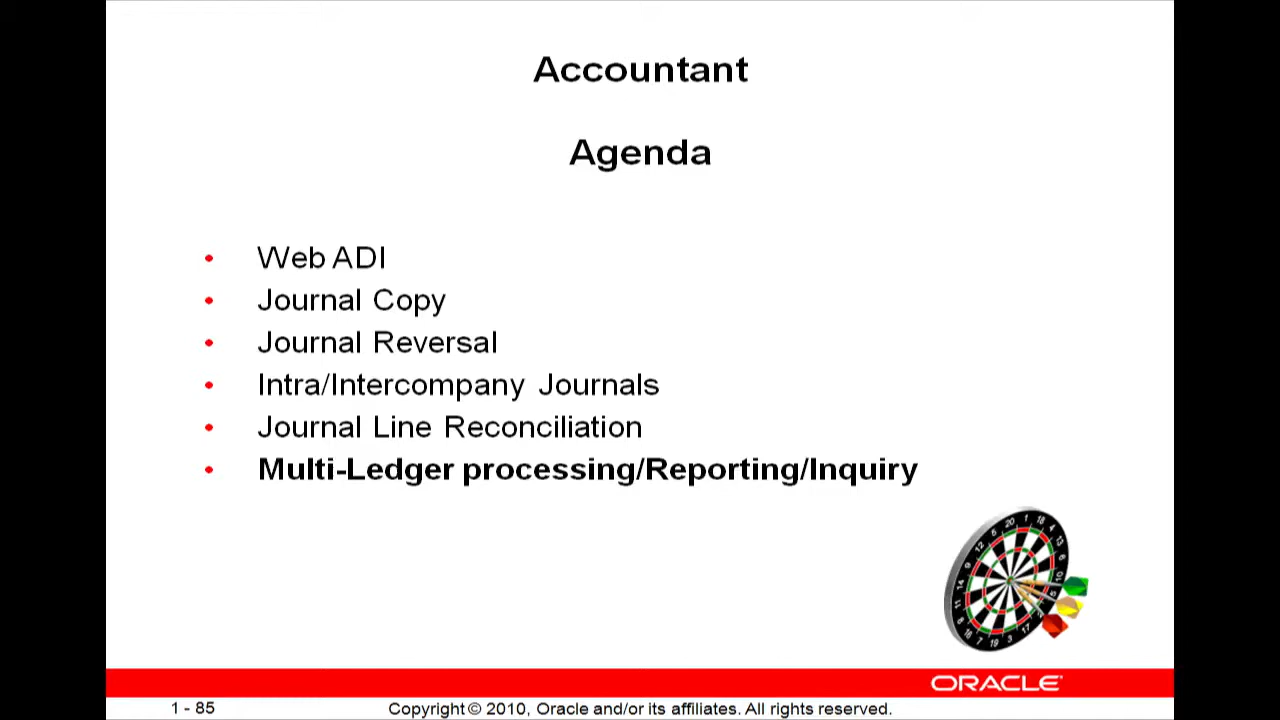 Accountant
Agenda
• Web ADI
• Journal Copy
• Journal Reversal
• Intra/Intercompany Journals
• Journal Line Reconciliation
• Multi-Ledger processing/Reporting/Inquiry
ORACLE
1 - 85
Copyright © 2010, Oracle and/or its affiliates. All rights reserved.